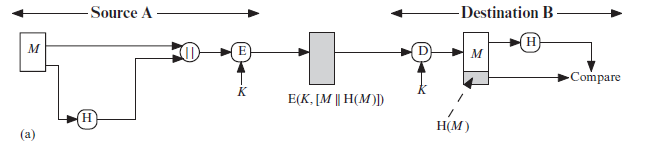 Source A
Destination B
M
||
E
D
M
H
K
K
Compare
E(K, [M || H(M)])
H
H(M)
(a)